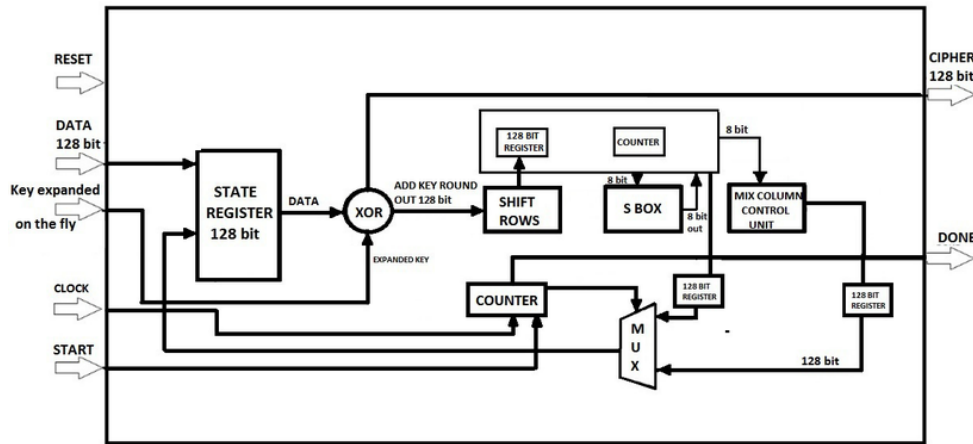 RESET
DATA
128 bit
Key expanded
on the fly
CLOCK
START
STATE
REGISTER
128 bit
DATA
XOR
ADD KEY ROUND
OUT 128 bit
EXPANDED KEY
SHIFT
ROWS
128 BIT
REGISTER
COUNTER
8 bit
S BOX
8 bit
out
8 bit
MIX COLUMN
CONTROL
UNIT
COUNTER
128 BIT
REGISTER
128 BIT
REGISTER
M
U
X
128 bit
CIPHER
128 bit
DONE